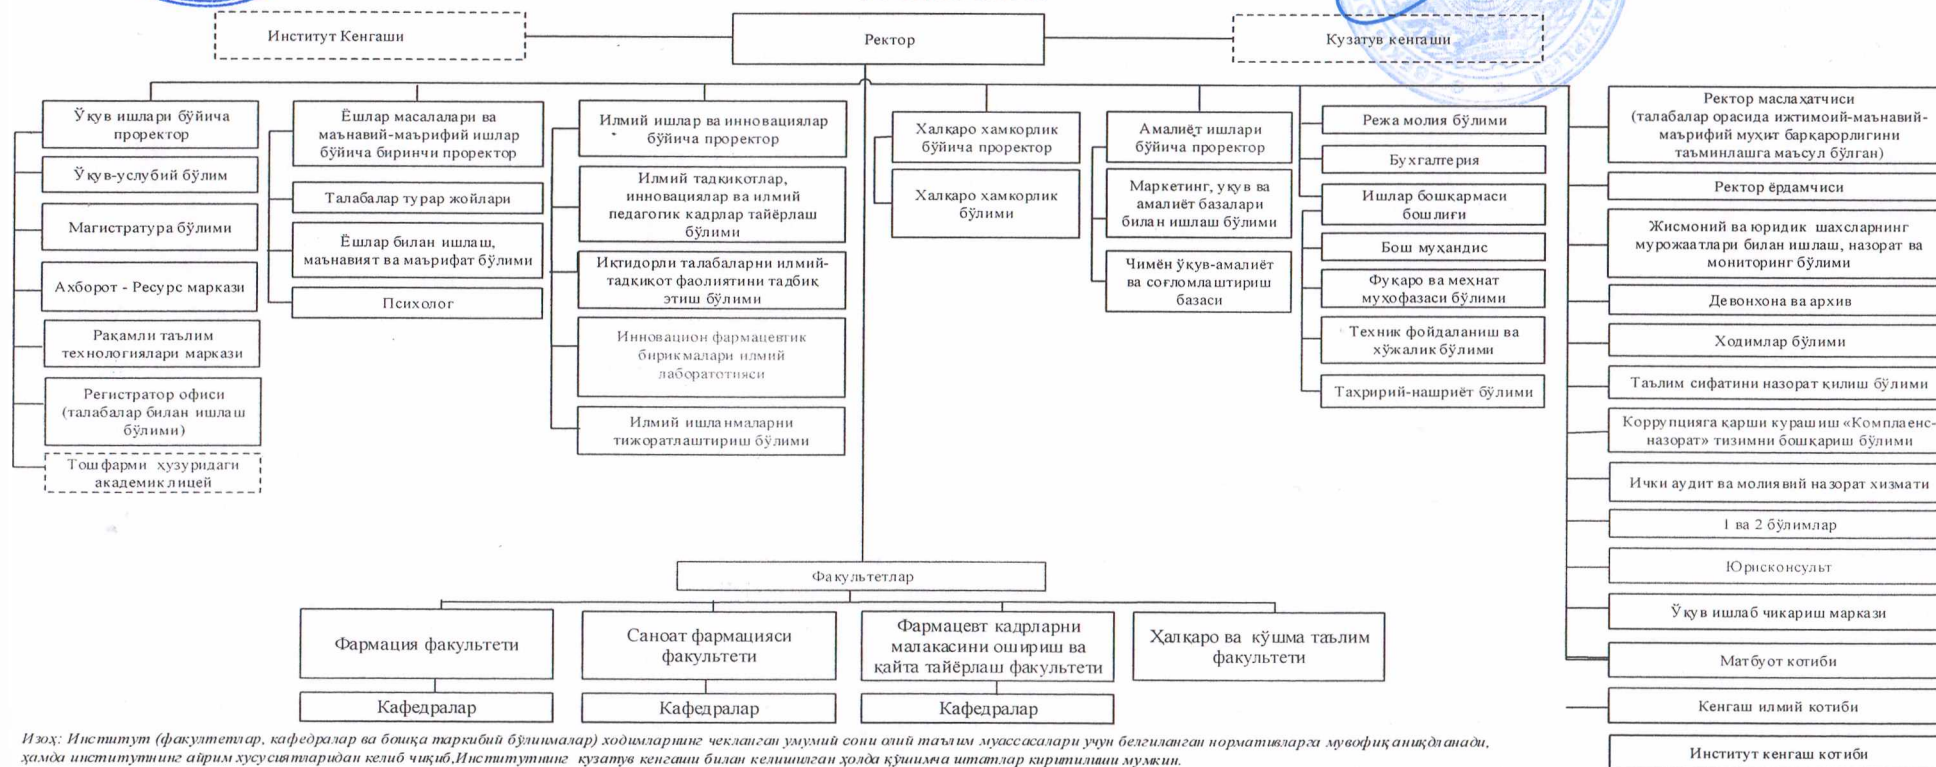 Институт Кенгаши
Ректор
Кузатув кенгаши
Ўқув ишлари бўйича
проректор
Ўқув-услубий бўлим
Магистратура бўлими
Ахборот - Ресурс маркази
Рақамли таълим
технологиялари маркази
Регистратор офиси
(талабалар билан ишлаш
бўлими)
Тошфарми ҳузуридаги
академик лицей
Ёшлар масалалари ва
маънавий-маърифий ишлар
бўйича биринчи проректор
Талабалар турар жойлари
Ёшлар билан ишлаш,
маънавият ва маърифат бўлими
Психолог
Илмий ишлар ва инновациялар
бўйича проректор
Илмий тадқиқотлар,
инновациялар ва илмий
педагогик кадрлар тайёрлаш
бўлими
Иқтидорли талабаларни илмий-
тадқиқот фаолиятини тадбиқ
этиш бўлими
Инновацион фармацевтик
бирикмалари илмий
лаборатотияси
Илмий ишланмаларни
тижоратлаштириш бўлими
Халқаро хамкорлик
бўйича проректор
Халқаро хамкорлик
бўлими
Амалиёт ишлари
бўйича проректор
Маркетинг, уқув ва
амалиёт базалари
билан ишлаш бўлими
Чимён ўқув-амалиёт
ва соғломлаштириш
базаси
Режа молия бўлими
Бухгалтерия
Ишлар бошқармаси
бошлиғи
Бош муҳандис
Фуқаро ва меҳнат
муҳофазаси бўлими
Техник фойдаланиш ва
хўжалик бўлими
Таҳририй-нашриёт бўлими
Ректор маслаҳатчиси
(талабалар орасида ижтимоий-маънавий-
маърифий муҳит барқарорлигини
таъминлашга маъсул бўлган)
Ректор ёрдамчиси
Жисмоний ва юридик шахсларнинг
мурожаатлари билан ишлаш, назорат ва
мониторинг бўлими
Девонхона ва архив
Ходимлар бўлими
Таълим сифатини назорат қилиш бўлими
Коррупцияга қарши курашиш «Комплаенс-
назорат» тизимни бошқариш бўлими
Ички аудит ва молиявий назорат хизмати
1 ва 2 бўлимлар
Юрисконсульт
Ўқув ишлаб чиқариш маркази
Матбуот котиби
Кенгаш илмий котиби
Институт кенгаш котиби
Факультетлар
Фармация факультети
Саноат фармацияси
факультети
Фармацевт кадрларни
малакасини ошириш ва
қайта тайёрлаш факультети
Ҳалқаро ва қўшма таълим
факультети
Кафедралар
Кафедралар
Кафедралар
Изоҳ: Институт (факултетлар, кафедралар ва бошқа таркибий бўлинмалар) ходимларнинг чекланган умумий сони олий таълим муассасалари учун белгиланган нормативларга мувофиқ аниқланади,
ҳамда институтнинг айрим хусусиятларидан келиб чиқиб,Институтнинг кузатув кенгаши билан келишилган ҳолда қўшимча штатлар киритилиши мумкин.